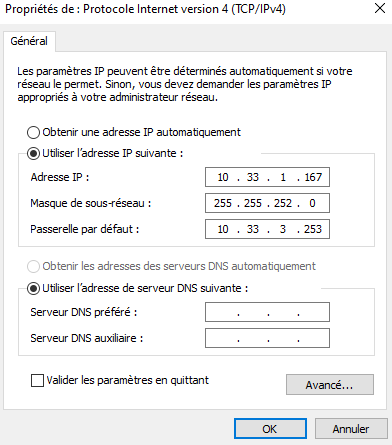 Propriétés de : Protocole Internet version 4 (TCP/IPv4)
Général
Les paramètres IP peuvent être déterminés automatiquement si votre
réseau le permet. Sinon, vous devez demander les paramètres IP
appropriés à votre administrateur réseau.
Obtenir une adresse IP automatiquement
Utiliser l'adresse IP suivante :
Adresse IP : 10 . 33 . 1 . 167
Masque de sous-réseau : 255 . 255 . 252 . 0
Passerelle par défaut : 10 . 33 . 3 . 253
Obtenir les adresses des serveurs DNS automatiquement
Utiliser l'adresse de serveur DNS suivante :
Serveur DNS préféré : . . .
Serveur DNS auxiliaire : . . .
Valider les paramètres en quittant
Avancé...
OK Annuler